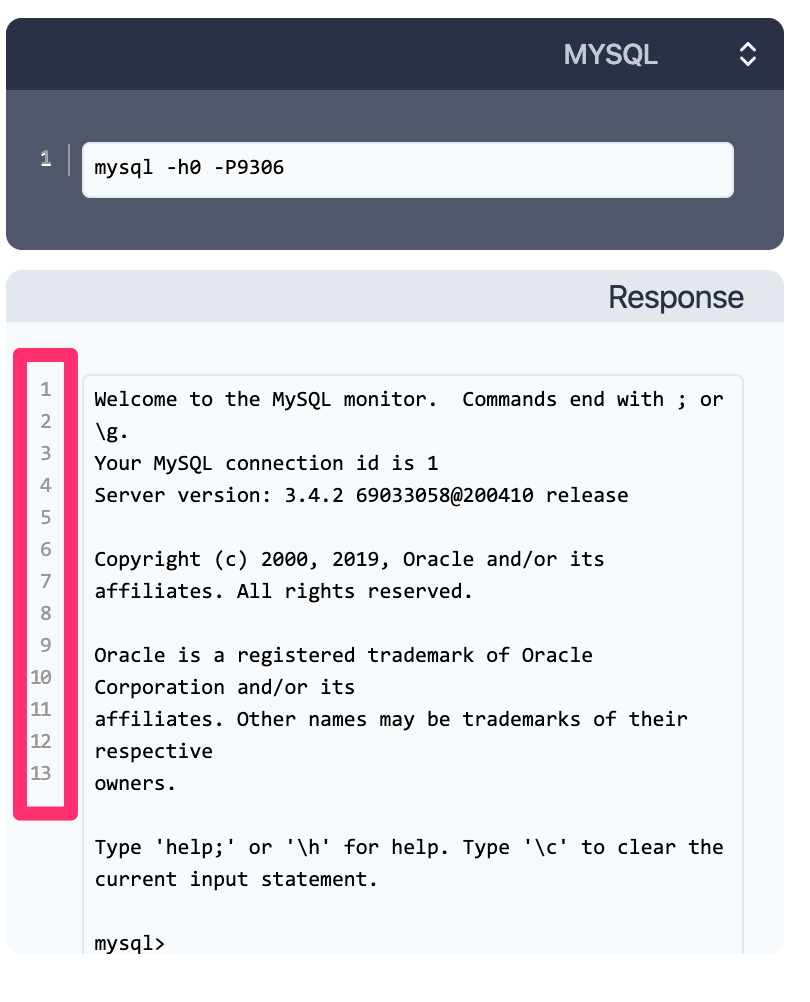 MYSQL
1
mysql -h0 -P9306
Response
1
2
3
4
5
6
7
8
9
10
11
12
13
Welcome to the MySQL monitor.  Commands end with ; or
\g.
Your MySQL connection id is 1
Server version: 3.4.2 69033058@200410 release
Copyright (c) 2000, 2019, Oracle and/or its
affiliates. All rights reserved.
Oracle is a registered trademark of Oracle
Corporation and/or its
affiliates. Other names may be trademarks of their
respective
owners.
Type 'help;' or '\h' for help. Type '\c' to clear the
current input statement.
mysql>